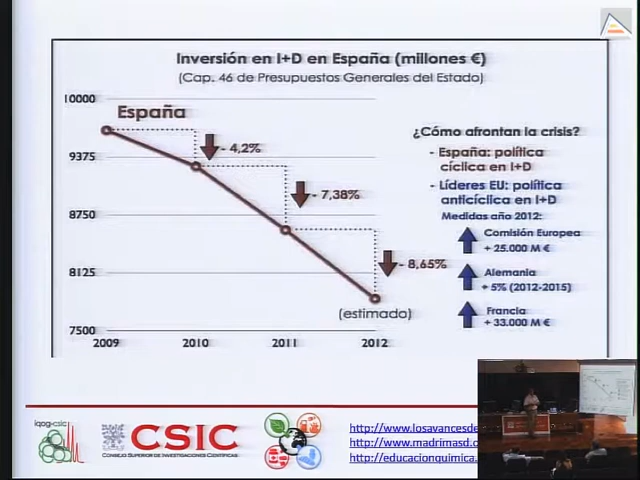 Inversión en I+D en España (millones €)
(Cap. 46 de Presupuestos Generales del Estado)
10000
España
9375
8750
8125
7500
- 4,2%
- 7,38%
- 8,65%
(estimado)
2009 2010 2011 2012
¿Cómo afrontan la crisis?
- España: política
cíclica en I+D
- Líderes EU: política
anticíclica en I+D
Medidas año 2012:
Comisión Europea
+ 25.000 M €
Alemania
+ 5% (2012-2015)
Francia
+ 33.000 M €
iqog-csic
CSIC
CONSEJO SUPERIOR DE INVESTIGACIONES CIENTÍFICAS
http://www.losavancesde
http://www.madrimasd.
http://educacionquimica.